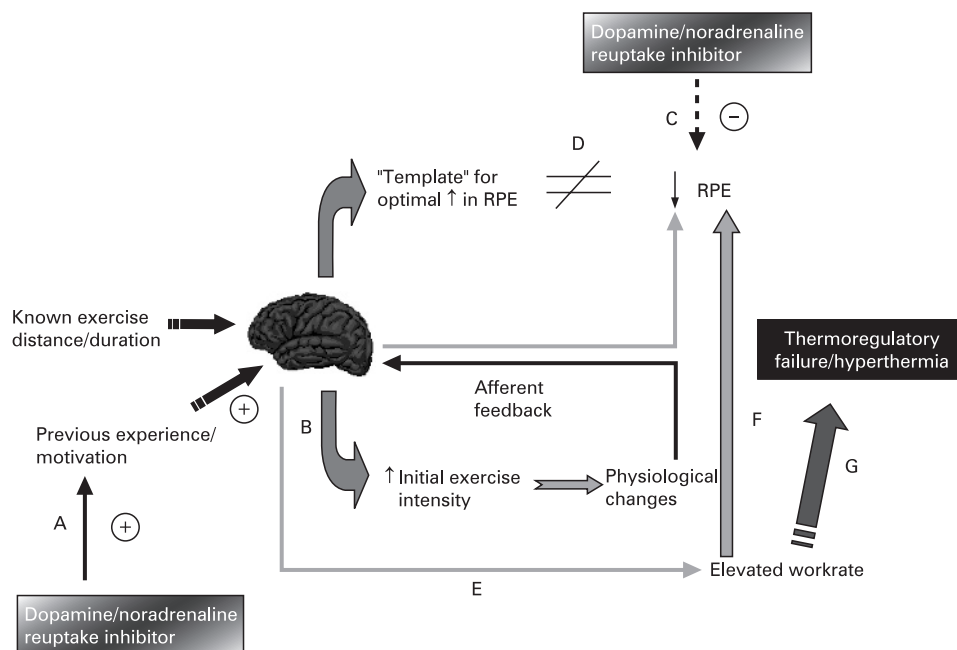 Dopamine/noradrenaline
reuptake inhibitor
C
−
D
"Template" for
optimal ↑ in RPE
↓ RPE
Known exercise
distance/duration
Thermoregulatory
failure/hyperthermia
Afferent
feedback
+
B
F
Previous experience/
motivation
G
↑ Initial exercise
intensity
Physiological
changes
A
+
Elevated workrate
E
Dopamine/noradrenaline
reuptake inhibitor